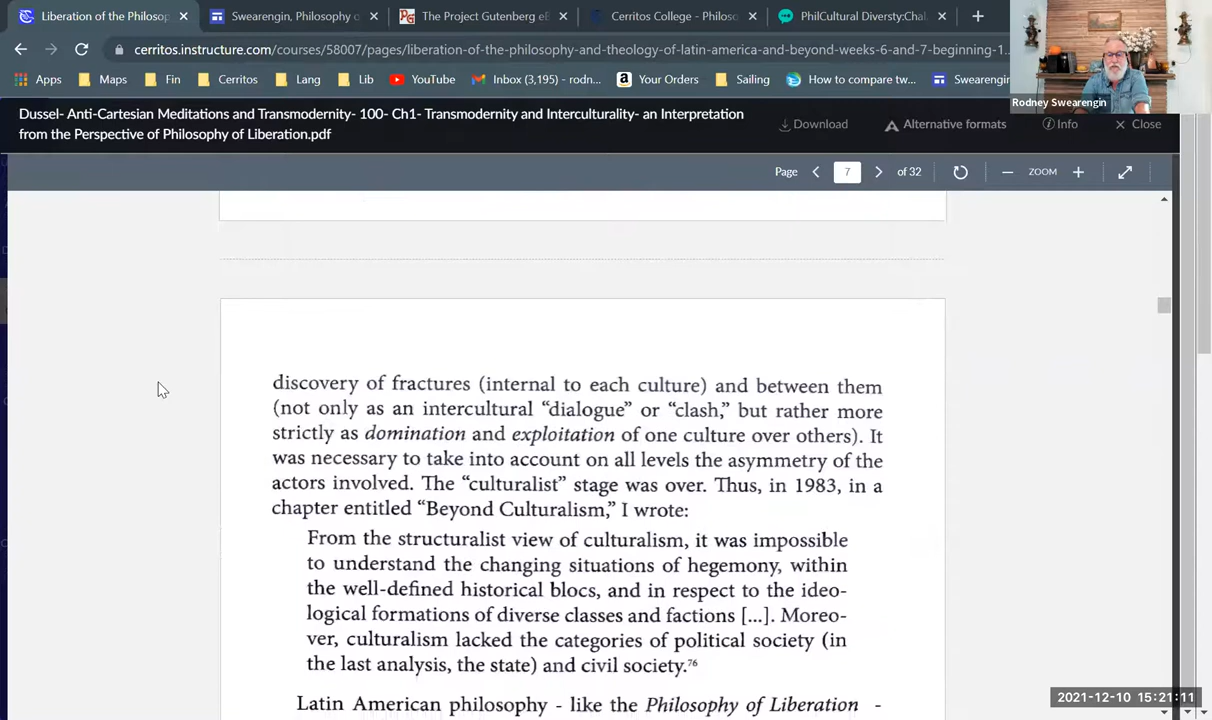 Liberation of the Philosop
Swearengin, Philosophy o
The Project Gutenberg eB
Cerritos College - Philoso
PhilCultural Diversty:Chal
cerritos.instructure.com/courses/58007/pages/liberation-of-the-philosophy-and-theology-of-latin-america-and-beyond-weeks-6-and-7-beginning-1...
Apps
Maps
Fin
Cerritos
Lang
Lib
YouTube
Inbox (3,195) - rodn...
Your Orders
Sailing
How to compare tw...
Swearengin
Rodney Swearengin
Dussel- Anti-Cartesian Meditations and Transmodernity- 100- Ch1- Transmodernity and Interculturality- an Interpretation
from the Perspective of Philosophy of Liberation.pdf
Download
Alternative formats
Info
Close
Page 7 of 32
ZOOM
discovery of fractures (internal to each culture) and between them
(not only as an intercultural “dialogue” or “clash,” but rather more
strictly as domination and exploitation of one culture over others). It
was necessary to take into account on all levels the asymmetry of the
actors involved. The “culturalist” stage was over. Thus, in 1983, in a
chapter entitled “Beyond Culturalism,” I wrote:
From the structuralist view of culturalism, it was impossible
to understand the changing situations of hegemony, within
the well-defined historical blocs, and in respect to the ideo-
logical formations of diverse classes and factions [...]. Moreo-
ver, culturalism lacked the categories of political society (in
the last analysis, the state) and civil society.⁷⁶
Latin American philosophy - like the Philosophy of Liberation -
2021-12-10 15:21:11